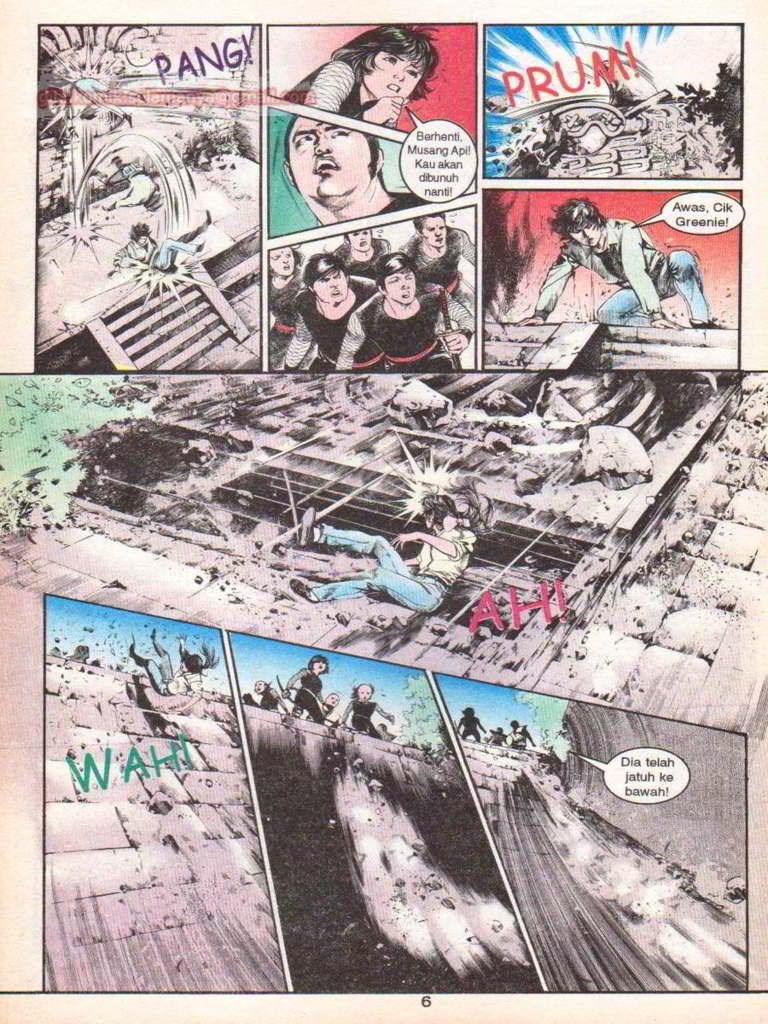 PANG!
Berhenti,
Musang Api!
Kau akan
dibunuh
nanti!
PRUM!
Awas, Cik
Greenie!
AH!
WAH!
Dia telah
jatuh ke
bawah!
6